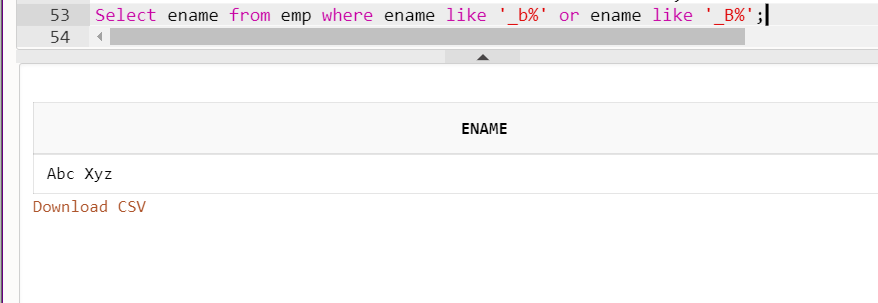 53 Select ename from emp where ename like '_b%' or ename like '_B%';
54
ENAME
Abc Xyz
Download CSV